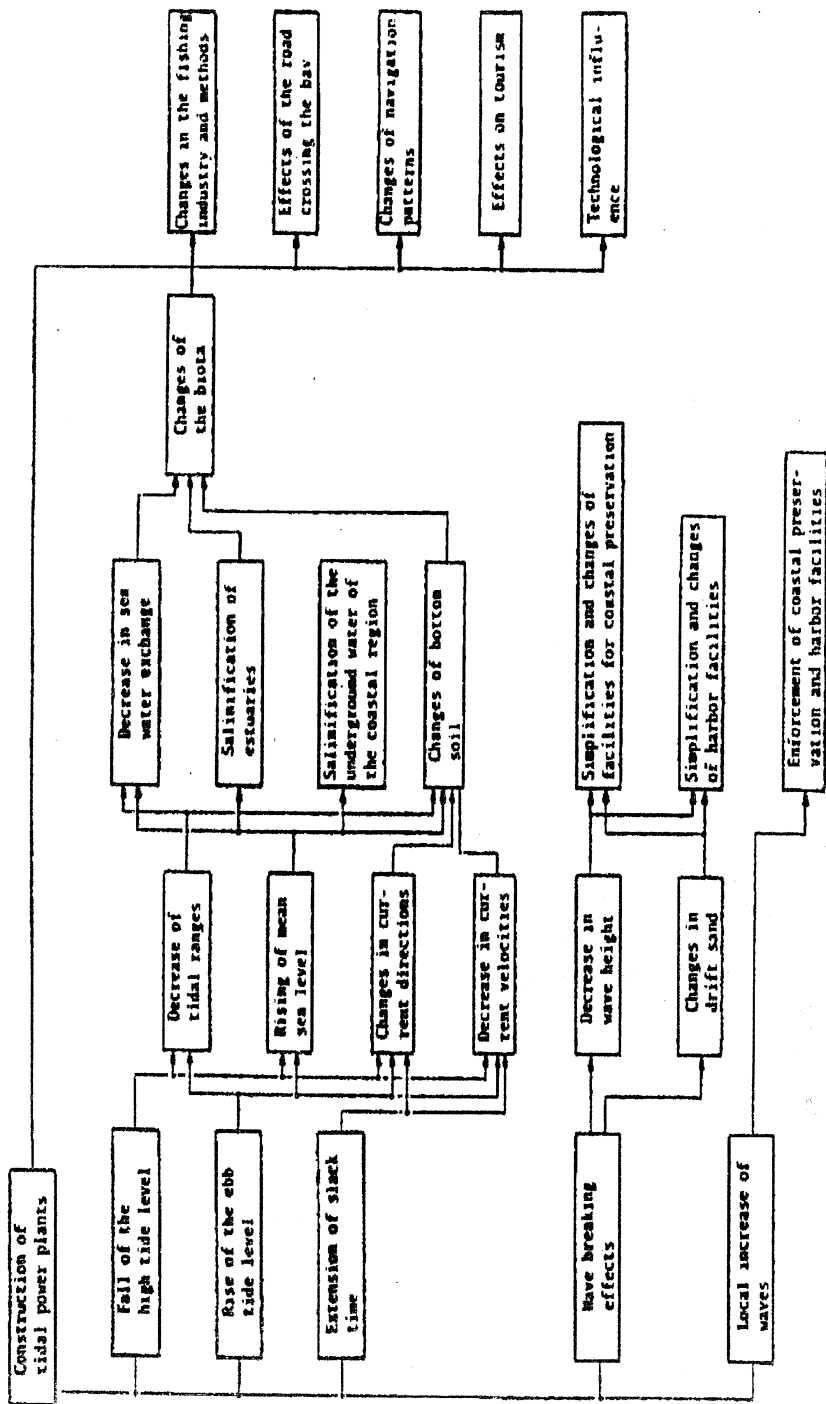 Construction of
tidal power plants
Fall of the
high tide level
Rise of the ebb
tide level
Extension of slack
time
Wave breaking
effects
Local increase of
waves
Decrease of
tidal ranges
Rising of mean
sea level
Changes in cur-
rent directions
Decrease in cur-
rent velocities
Decrease in
wave height
Changes in
drift sand
Decrease in sea
water exchange
Salinification of
estuaries
Salinification of the
underground water of
the coastal region
Changes of bottom
soil
Simplification and changes of
facilities for coastal preservation
Simplification and changes
of harbor facilities
Enforcement of coastal preser-
vation and harbor facilities
Changes of
the biota
Changes in the fishing
industry and methods
Effects of the road
crossing the bay
Changes of navigation
patterns
Effects on tourism
Technological influ-
ence